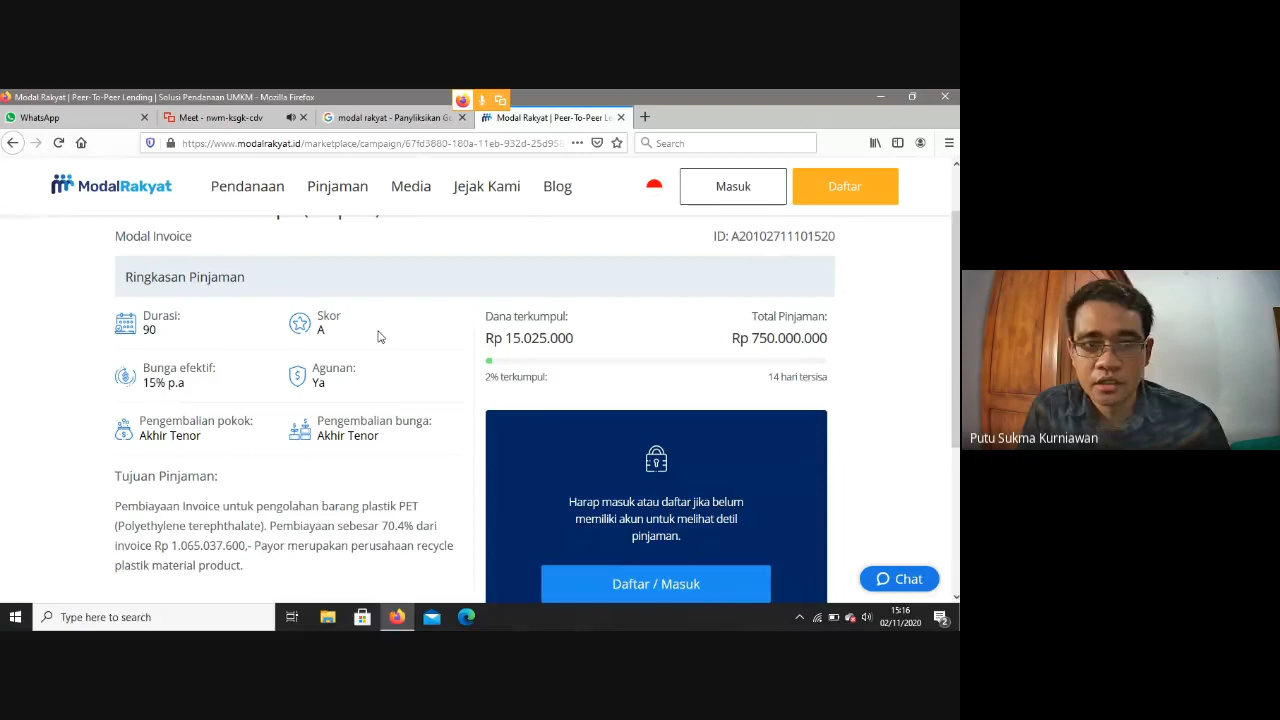 Modal Rakyat | Peer-To-Peer Lending | Solusi Pendanaan UMKM - Mozilla Firefox
WhatsApp
Meet - nwm-ksgk-cdv
modal rakyat - Panyliksikan Go
Modal Rakyat | Peer-To-Peer Le
https://www.modalrakyat.id/marketplace/campaign/67fd3880-180a-11eb-932d-25d958
Search
ModalRakyat
Pendanaan
Pinjaman
Media
Jejak Kami
Blog
Masuk
Daftar
Modal Invoice
ID: A20102711101520
Ringkasan Pinjaman
Durasi:
90
Skor
A
Bunga efektif:
15% p.a
Agunan:
Ya
Pengembalian pokok:
Akhir Tenor
Pengembalian bunga:
Akhir Tenor
Tujuan Pinjaman:
Pembiayaan Invoice untuk pengolahan barang plastik PET
(Polyethylene terephthalate). Pembiayaan sebesar 70.4% dari
invoice Rp 1.065.037.600,- Payor merupakan perusahaan recycle
plastik material product.
Dana terkumpul:
Total Pinjaman:
Rp 15.025.000
Rp 750.000.000
2% terkumpul:
14 hari tersisa
Harap masuk atau daftar jika belum
memiliki akun untuk melihat detil
pinjaman.
Daftar / Masuk
Chat
Type here to search
15:16
02/11/2020
2
Putu Sukma Kurniawan